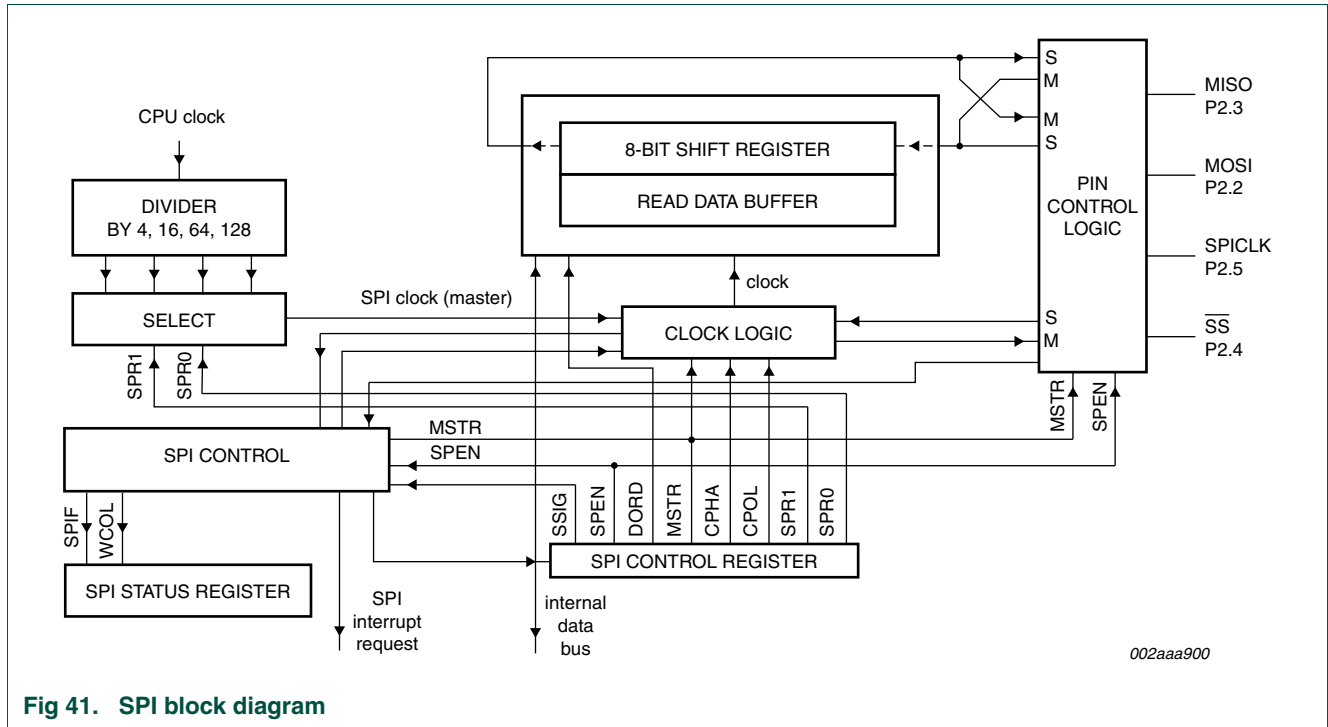 CPU clock
DIVIDER
BY 4, 16, 64, 128
SELECT
SPR1
SPR0
SPI clock (master)
8-BIT SHIFT REGISTER
READ DATA BUFFER
clock
CLOCK LOGIC
S
M
M
S
PIN
CONTROL
LOGIC
S
M
MISO
P2.3
MOSI
P2.2
SPICLK
P2.5
SS
P2.4
MSTR
SPEN
SPI CONTROL
MSTR
SPEN
SPIF
WCOL
SPI STATUS REGISTER
SPI
interrupt
request
SSIG
SPEN
DORD
MSTR
CPHA
CPOL
SPR1
SPR0
SPI CONTROL REGISTER
internal
data
bus
002aaa900
Fig 41. SPI block diagram